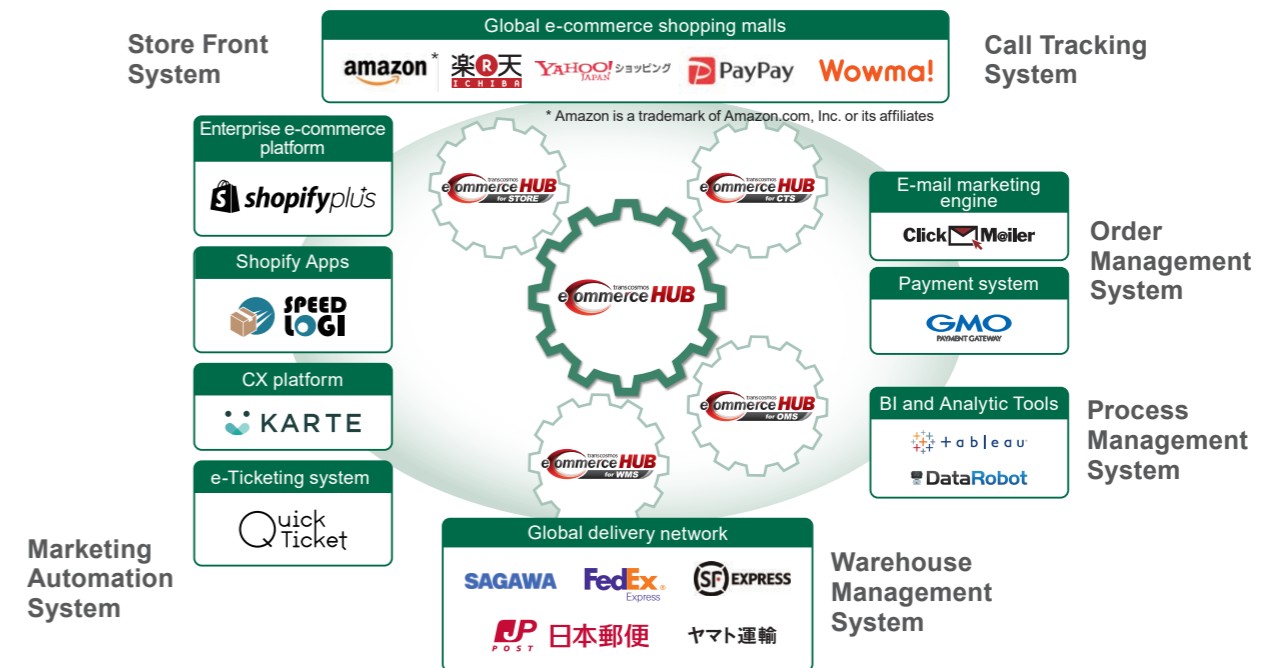 Store Front
System
Global e-commerce shopping malls
amazon*
楽R天
ICHIBA
YAHOO!ショッピング
JAPAN
PayPay
Wowma!
Call Tracking
System
* Amazon is a trademark of Amazon.com, Inc. or its affiliates
Enterprise e-commerce
platform
shopifyplus
Shopify Apps
SPEED
LOGI
CX platform
KARTE
e-Ticketing system
Quick
Ticket
Marketing
Automation
System
transcosmos
eCommerce HUB
for STORE
transcosmos
eCommerce HUB
for CTS
transcosmos
eCommerce HUB
transcosmos
eCommerce HUB
for OMS
transcosmos
eCommerce HUB
for WMS
E-mail marketing
engine
Click M@iler
Payment system
GMO
PAYMENT GATEWAY
Order
Management
System
BI and Analytic Tools
+ableau
DataRobot
Process
Management
System
Global delivery network
SAGAWA
FedEx®
Express
SF EXPRESS
JP
POST
日本郵便
ヤマト運輸
Warehouse
Management
System